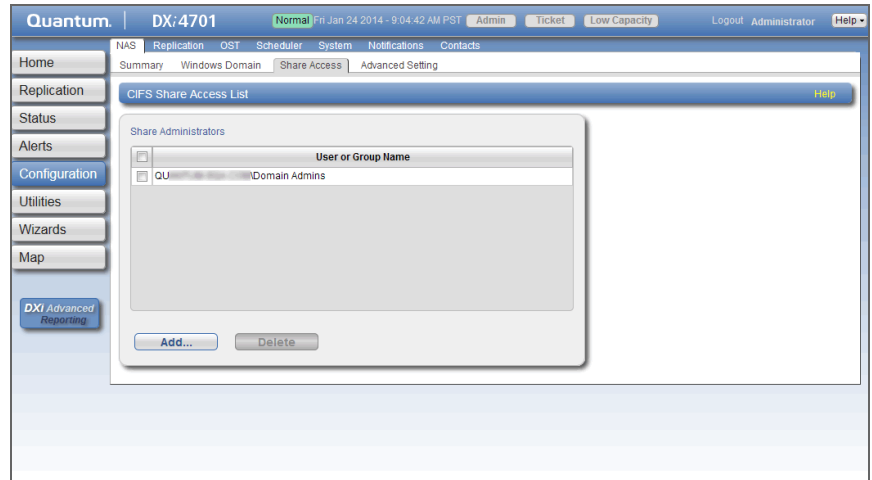 Quantum. DXi4701 Normal Fri Jan 24 2014 - 9:04:42 AM PST Admin Ticket Low Capacity Logout Administrator Help
NAS Replication OST Scheduler System Notifications Contacts
Summary Windows Domain Share Access Advanced Setting
Home
Replication
Status
Alerts
Configuration
Utilities
Wizards
Map
DXi Advanced
Reporting
CIFS Share Access List Help
Share Administrators
User or Group Name
QU \Domain Admins
Add... Delete